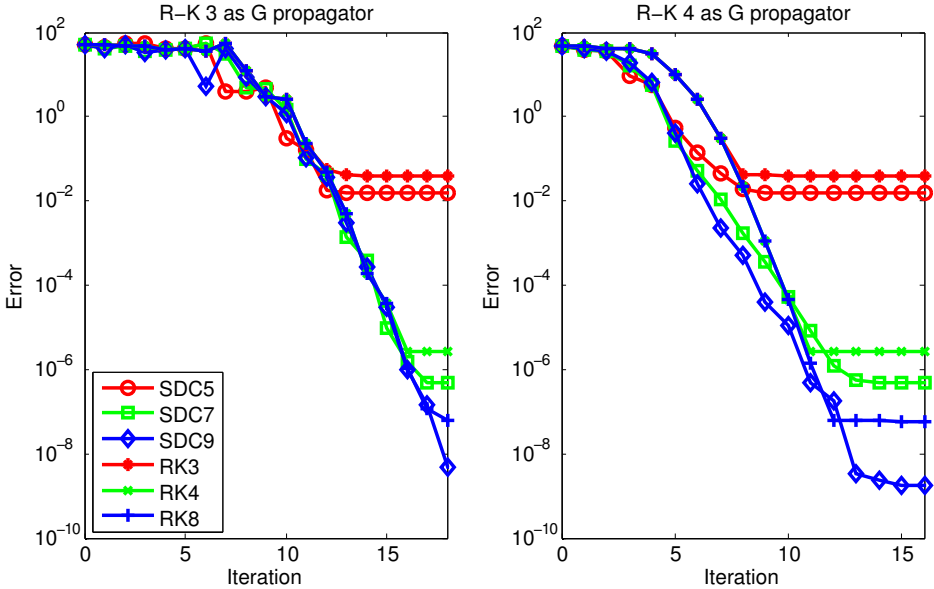 R−K 3 as G propagator
10^2
10^0
10^−2
10^−4
10^−6
10^−8
10^−10
Error
SDC5
SDC7
SDC9
RK3
RK4
RK8
0
5
10
15
Iteration
R−K 4 as G propagator
10^2
10^0
10^−2
10^−4
10^−6
10^−8
10^−10
Error
0
5
10
15
Iteration